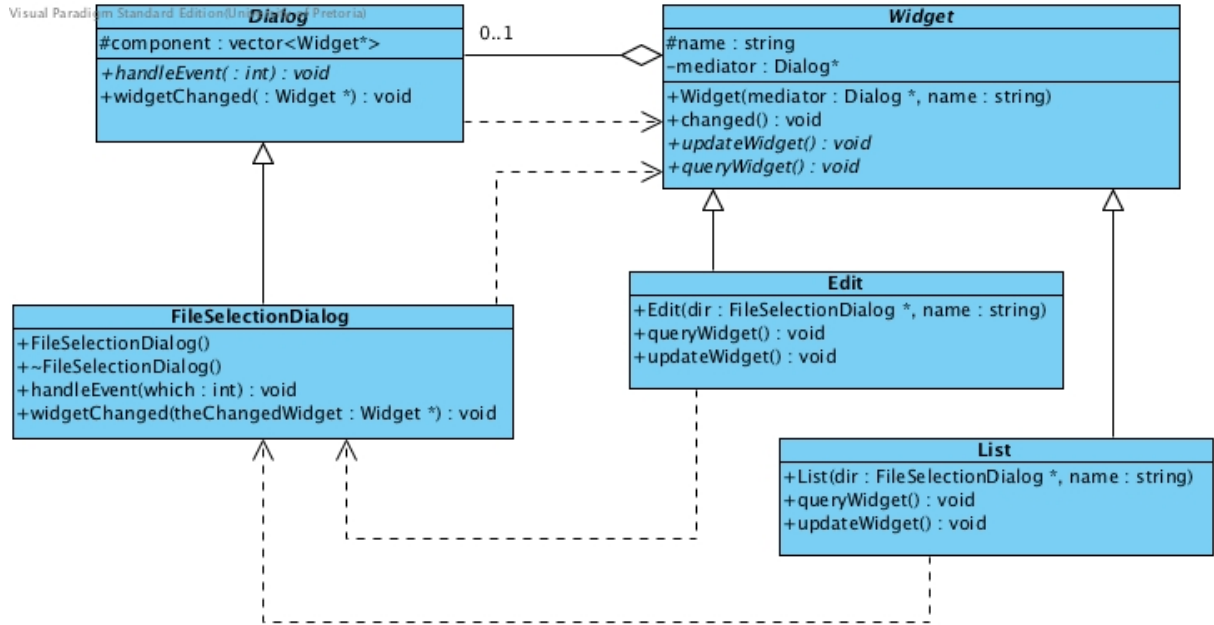 Visual Paradigm Standard Edition(University of Pretoria)
Dialog
#component : vector<Widget*>
+handleEvent( : int) : void
+widgetChanged( : Widget *) : void
0..1
Widget
#name : string
-mediator : Dialog*
+Widget(mediator : Dialog *, name : string)
+changed() : void
+updateWidget() : void
+queryWidget() : void
Edit
+Edit(dir : FileSelectionDialog *, name : string)
+queryWidget() : void
+updateWidget() : void
FileSelectionDialog
+FileSelectionDialog()
+~FileSelectionDialog()
+handleEvent(which : int) : void
+widgetChanged(theChangedWidget : Widget *) : void
List
+List(dir : FileSelectionDialog *, name : string)
+queryWidget() : void
+updateWidget() : void